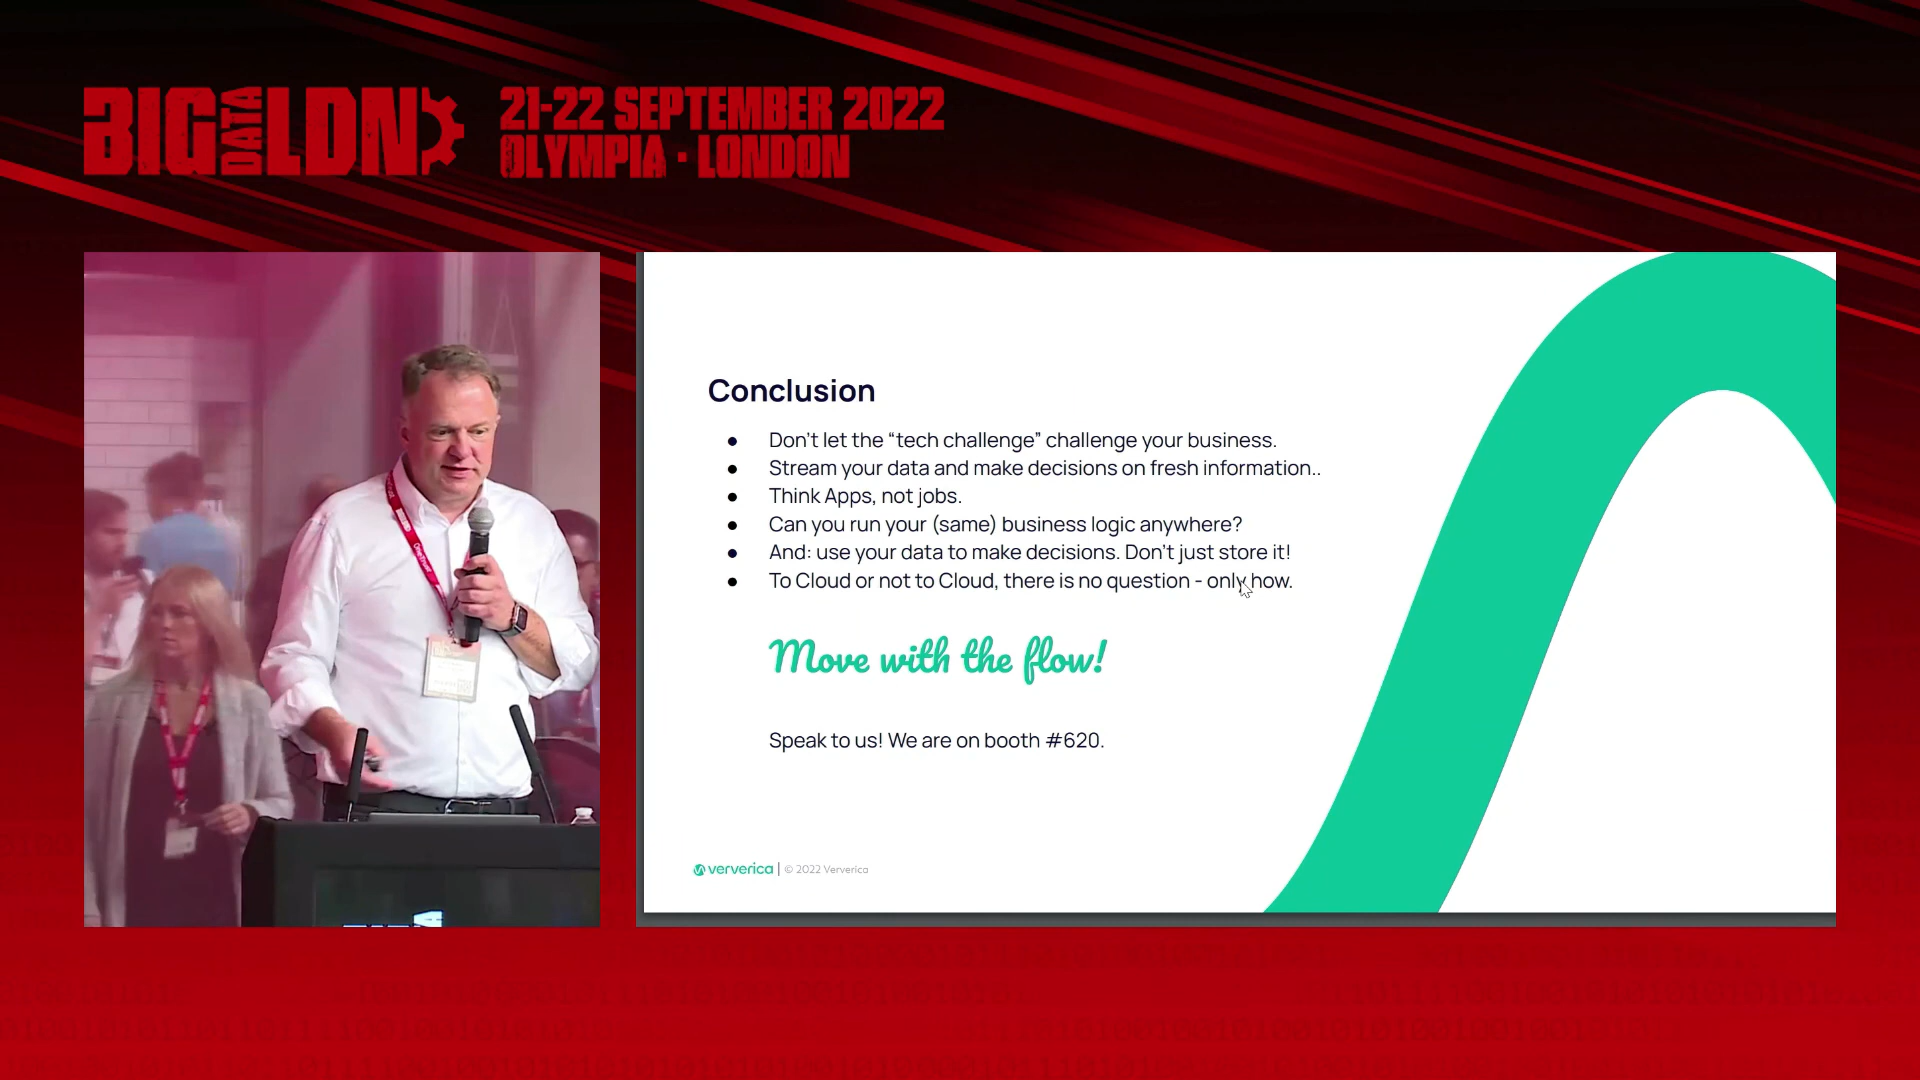 BIG DATA LDN
21-22 SEPTEMBER 2022
OLYMPIA · LONDON
Conclusion
● Don’t let the “tech challenge” challenge your business.
● Stream your data and make decisions on fresh information..
● Think Apps, not jobs.
● Can you run your (same) business logic anywhere?
● And: use your data to make decisions. Don’t just store it!
● To Cloud or not to Cloud, there is no question - only how.
Move with the flow!
Speak to us! We are on booth #620.
ververica | © 2022 Ververica